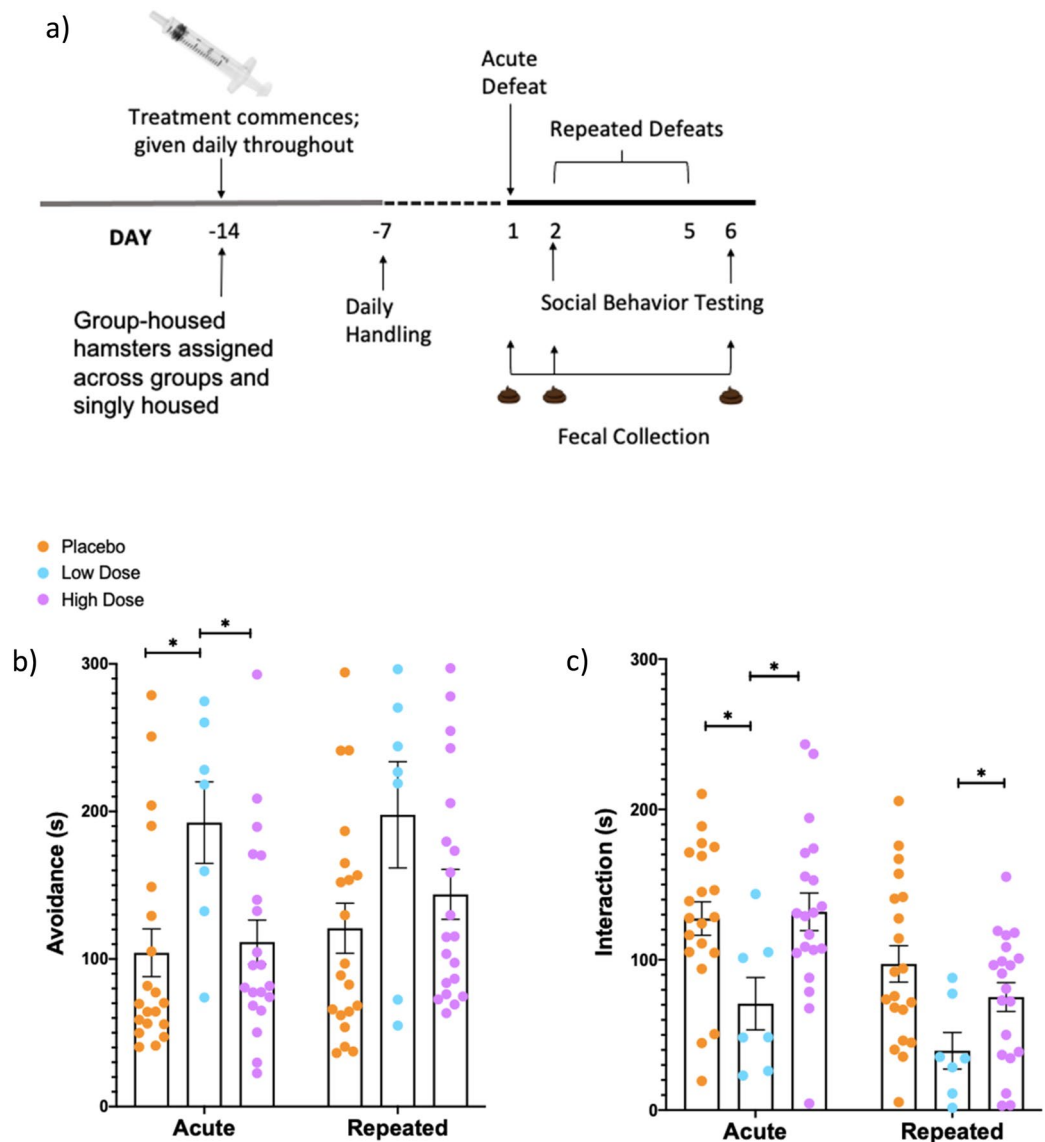 a)
Treatment commences;
given daily throughout
Acute
Defeat
Repeated Defeats
DAY
-14
-7
1
2
5
6
Group-housed
hamsters assigned
across groups and
singly housed
Daily
Handling
Social Behavior Testing
Fecal Collection
Placebo
Low Dose
High Dose
b)
*
*
300
200
100
0
Avoidance (s)
Acute
Repeated
c)
*
*
*
300
200
100
0
Interaction (s)
Acute
Repeated